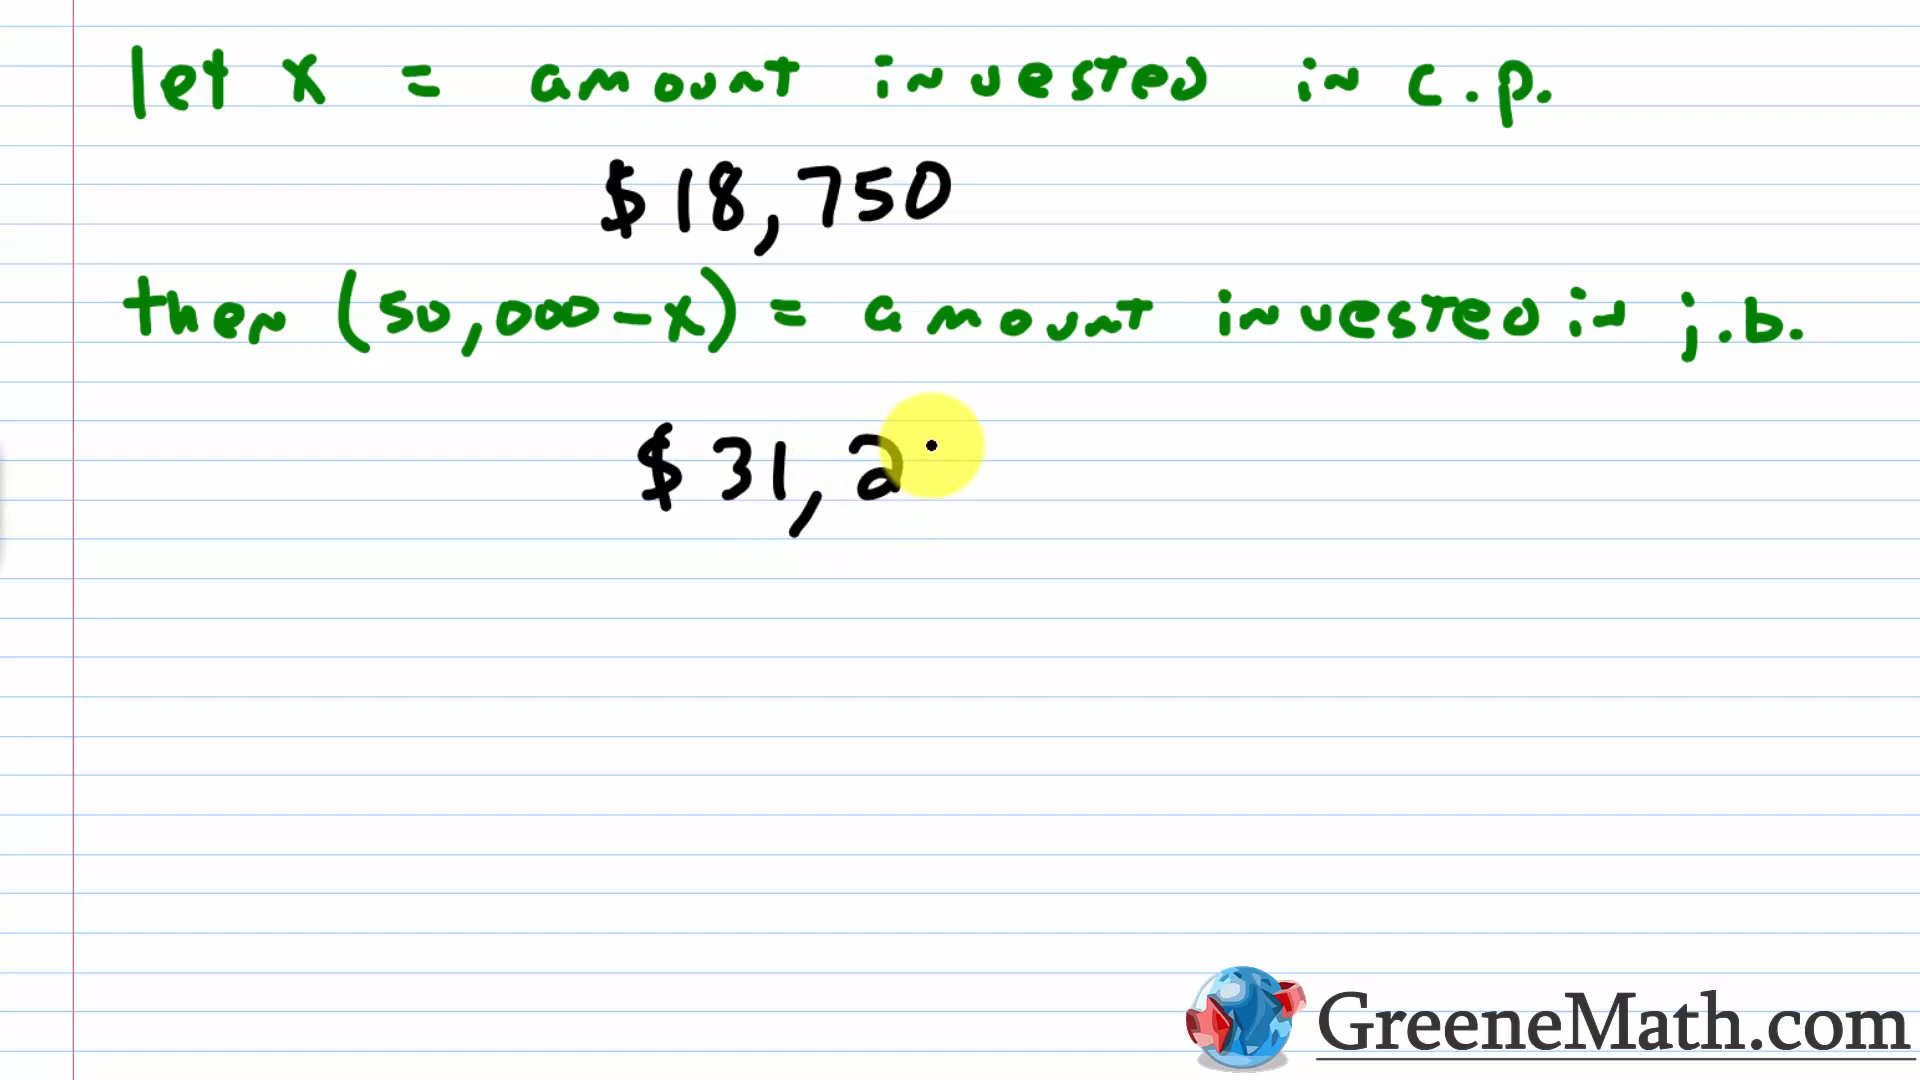 let x = amount invested in c.p.
$18,750
then (50,000-x) = amount invested in j.b.
$31,2
GreeneMath.com